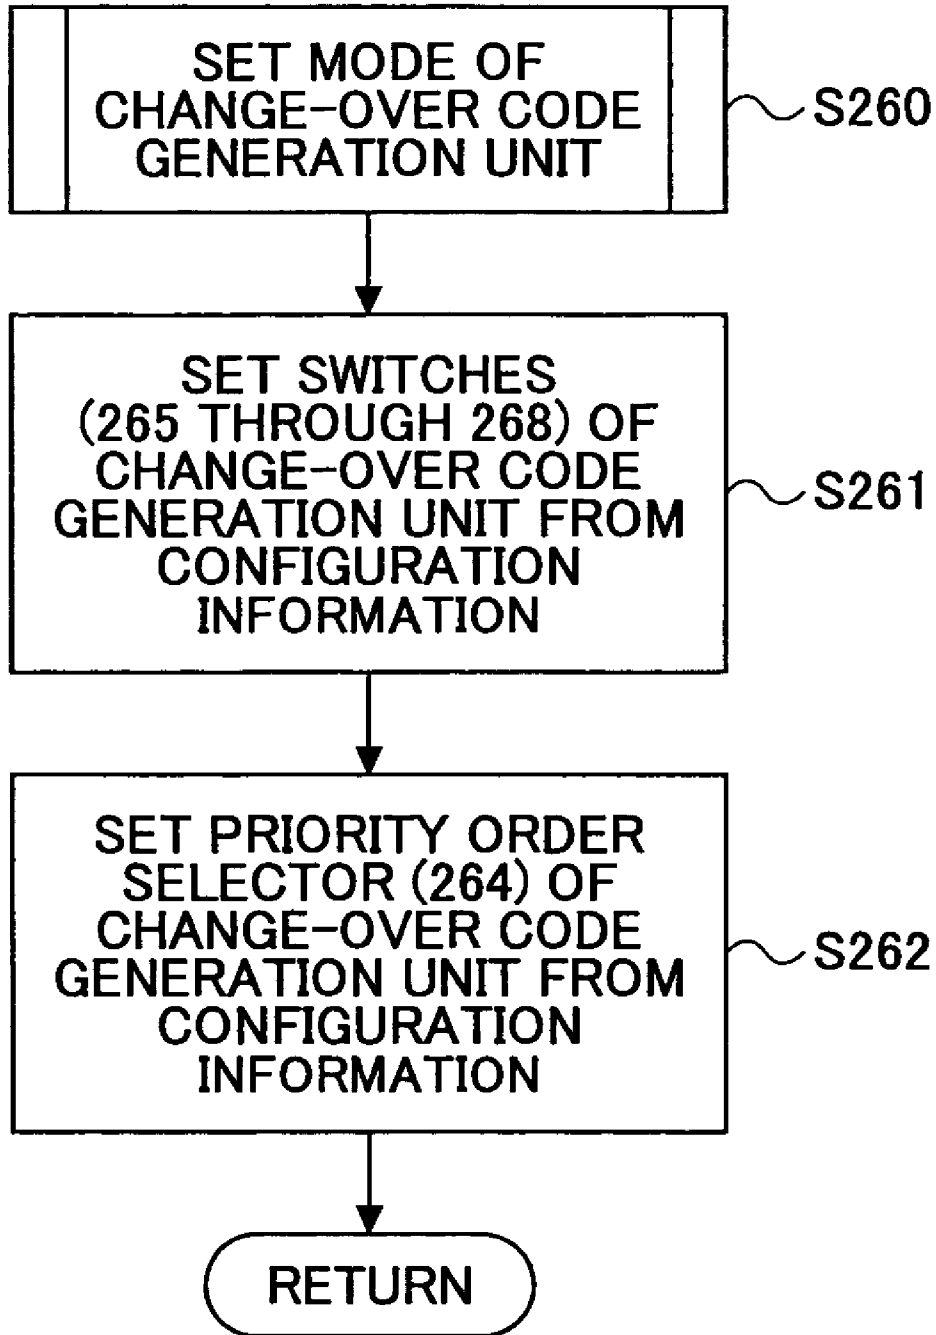 SET MODE OF
CHANGE-OVER CODE
GENERATION UNIT
S260
SET SWITCHES
(265 THROUGH 268) OF
CHANGE-OVER CODE
GENERATION UNIT FROM
CONFIGURATION
INFORMATION
S261
SET PRIORITY ORDER
SELECTOR (264) OF
CHANGE-OVER CODE
GENERATION UNIT FROM
CONFIGURATION
INFORMATION
S262
RETURN